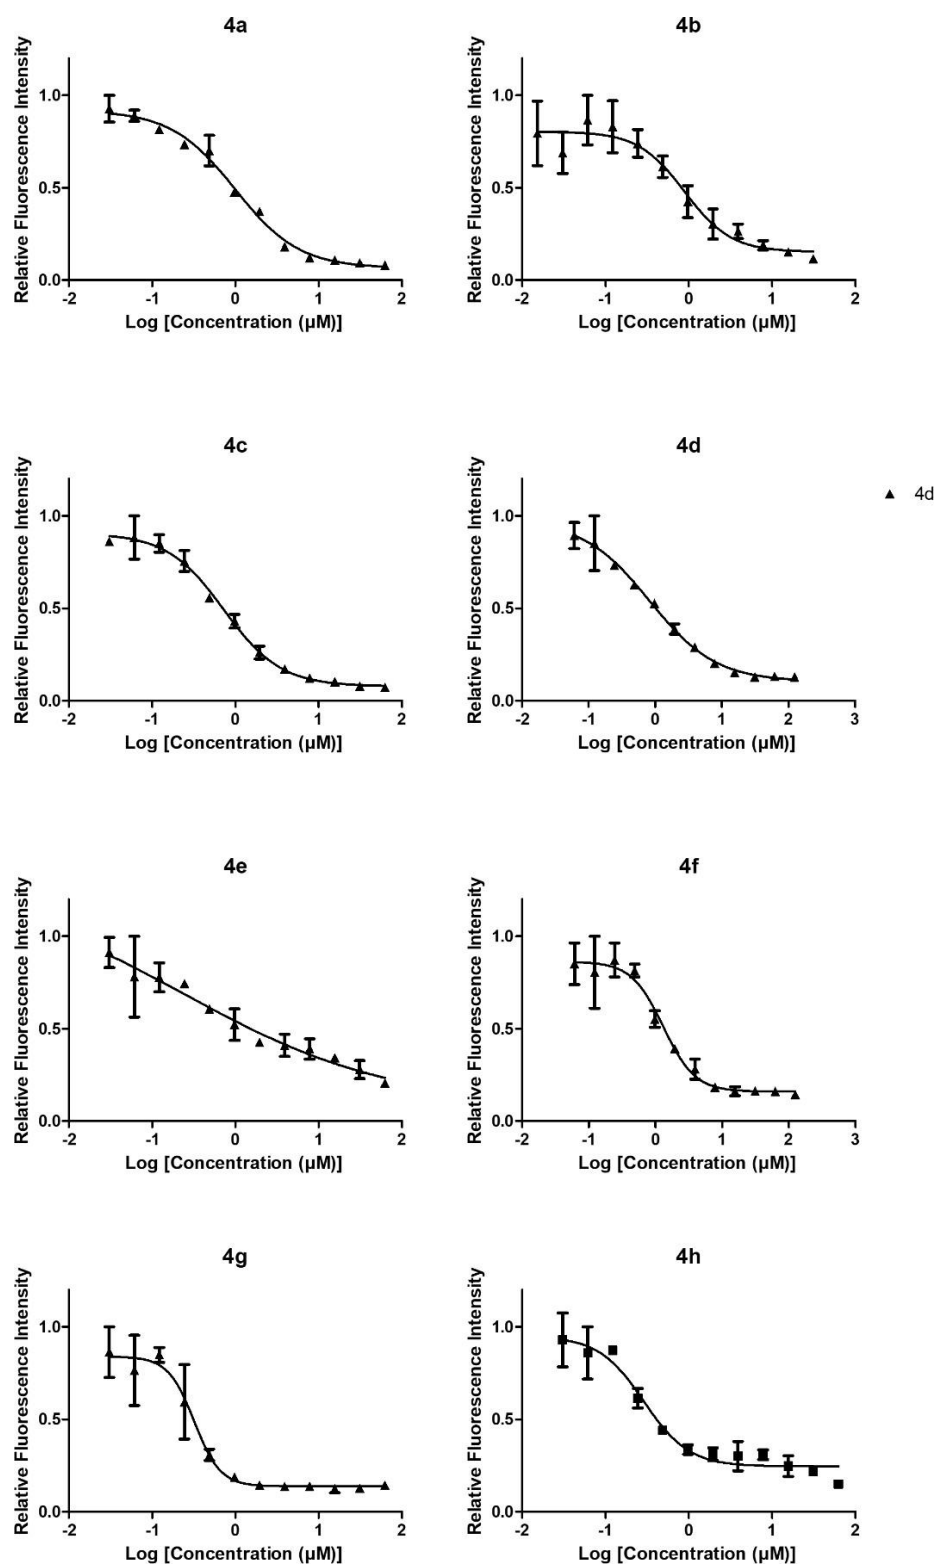 4a
Relative Fluorescence Intensity
1.0
0.5
0.0
-2 -1 0 1 2
Log [Concentration (µM)]
4b
Relative Fluorescence Intensity
1.0
0.5
0.0
-2 -1 0 1 2
Log [Concentration (µM)]
4c
Relative Fluorescence Intensity
1.0
0.5
0.0
-2 -1 0 1 2
Log [Concentration (µM)]
4d
Relative Fluorescence Intensity
1.0
0.5
0.0
-2 -1 0 1 2 3
Log [Concentration (µM)]
4d
4e
Relative Fluorescence Intensity
1.0
0.5
0.0
-2 -1 0 1 2
Log [Concentration (µM)]
4f
Relative Fluorescence Intensity
1.0
0.5
0.0
-2 -1 0 1 2 3
Log [Concentration (µM)]
4g
Relative Fluorescence Intensity
1.0
0.5
0.0
-2 -1 0 1 2
Log [Concentration (µM)]
4h
Relative Fluorescence Intensity
1.0
0.5
0.0
-2 -1 0 1 2
Log [Concentration (µM)]